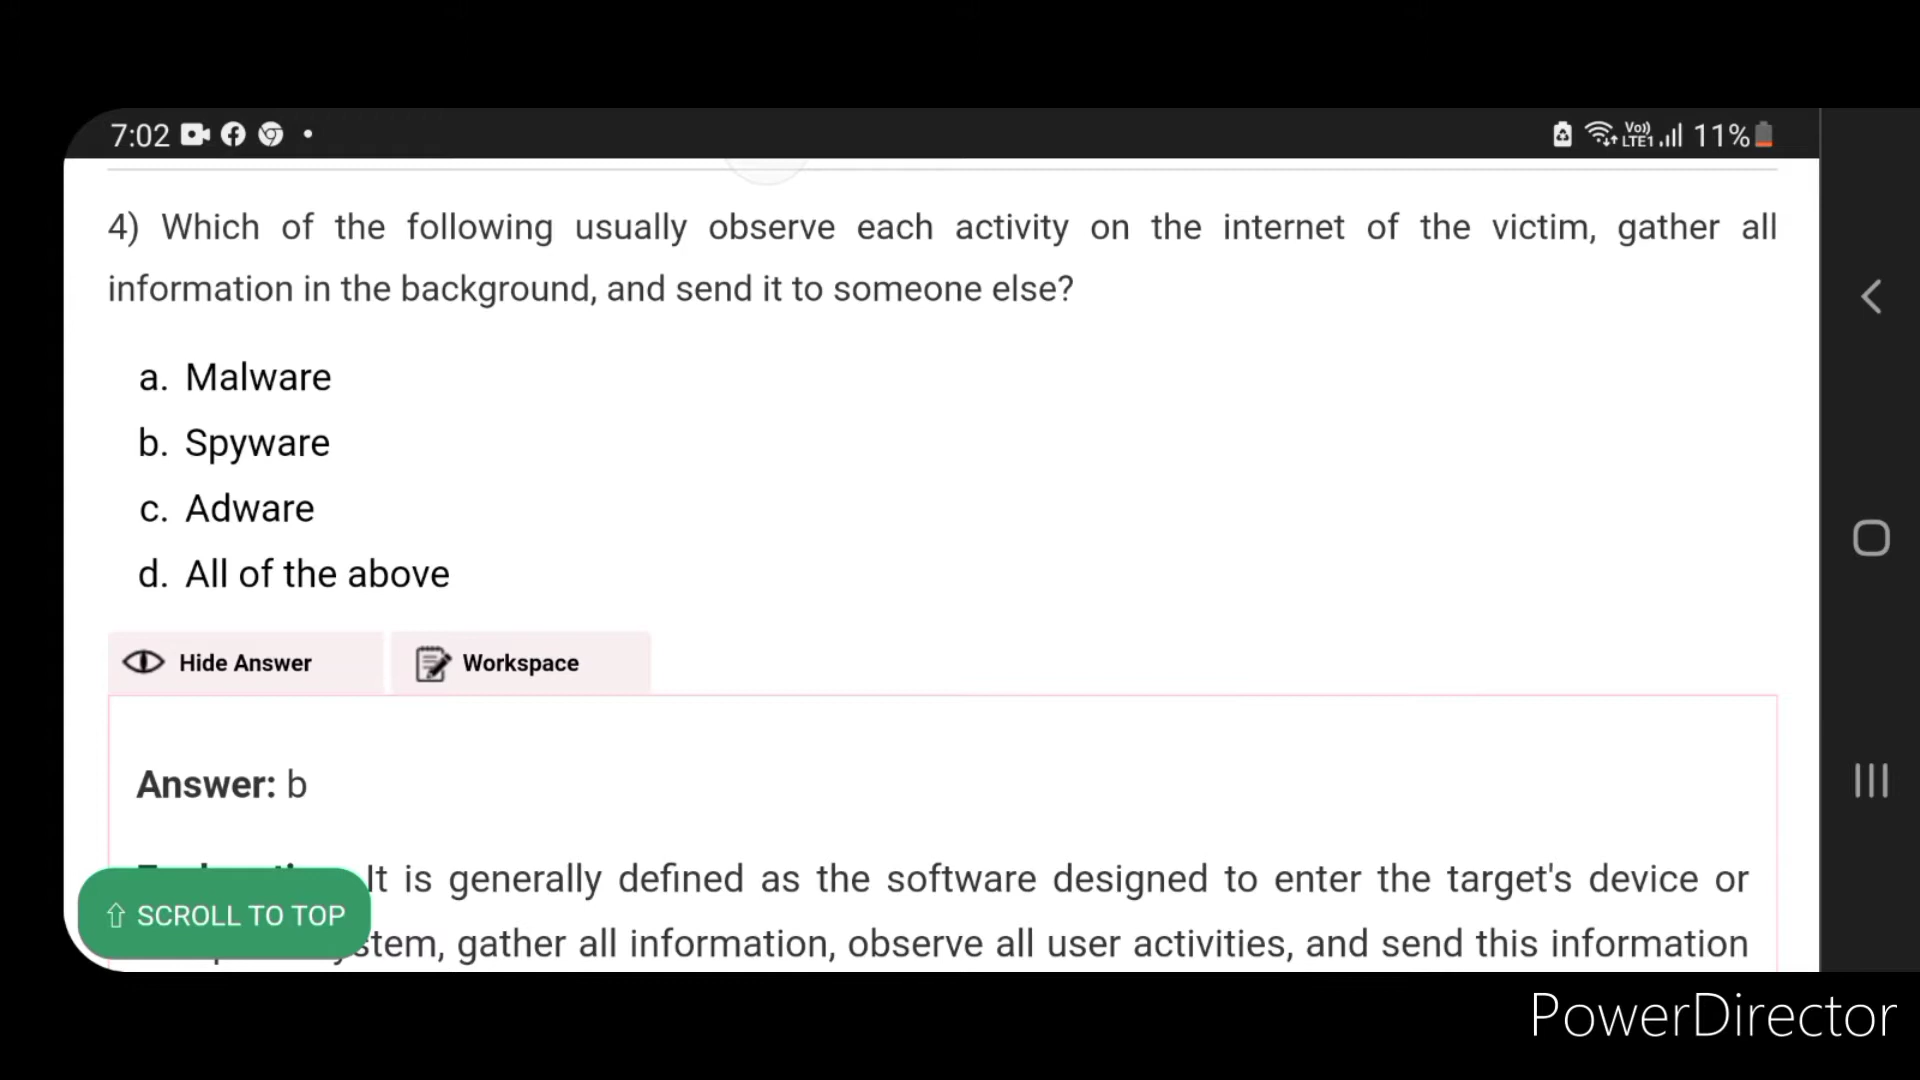 7:02
Vo)) LTE1 11%
4) Which of the following usually observe each activity on the internet of the victim, gather all
information in the background, and send it to someone else?
a. Malware
b. Spyware
c. Adware
d. All of the above
Hide Answer Workspace
Answer: b
It is generally defined as the software designed to enter the target's device or
SCROLL TO TOP
gather all information, observe all user activities, and send this information
PowerDirector